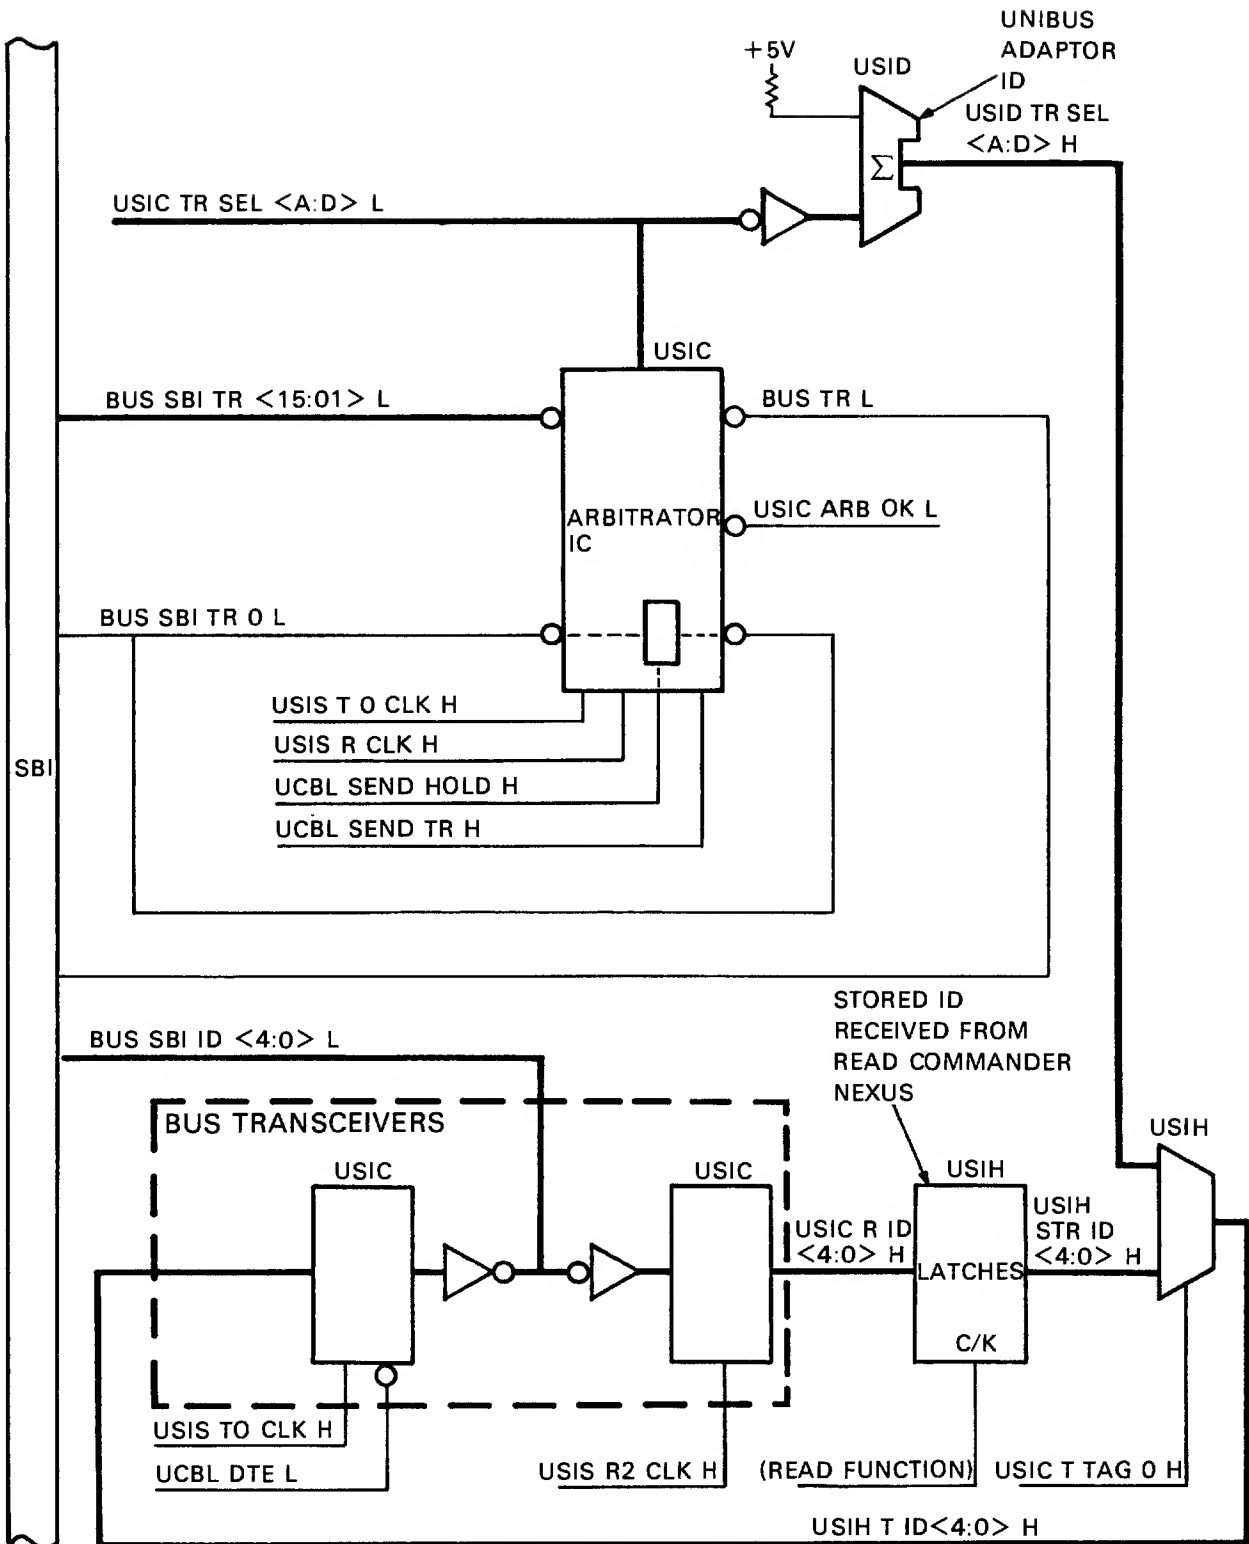 UNIBUS
ADAPTOR
ID
+5V
USID
USID TR SEL
<A:D> H
Σ
USIC TR SEL <A:D> L
USIC
BUS SBI TR <15:01> L
BUS TR L
ARBITRATOR
IC
USIC ARB OK L
BUS SBI TR 0 L
USIS T 0 CLK H
USIS R CLK H
UCBL SEND HOLD H
UCBL SEND TR H
SBI
STORED ID
RECEIVED FROM
READ COMMANDER
NEXUS
BUS SBI ID <4:0> L
BUS TRANSCEIVERS
USIC
USIC
USIH
USIH
USIC R ID
<4:0> H
LATCHES
C/K
USIH
STR ID
<4:0> H
USIS TO CLK H
UCBL DTE L
USIS R2 CLK H
(READ FUNCTION)
USIC T TAG 0 H
USIH T ID<4:0> H